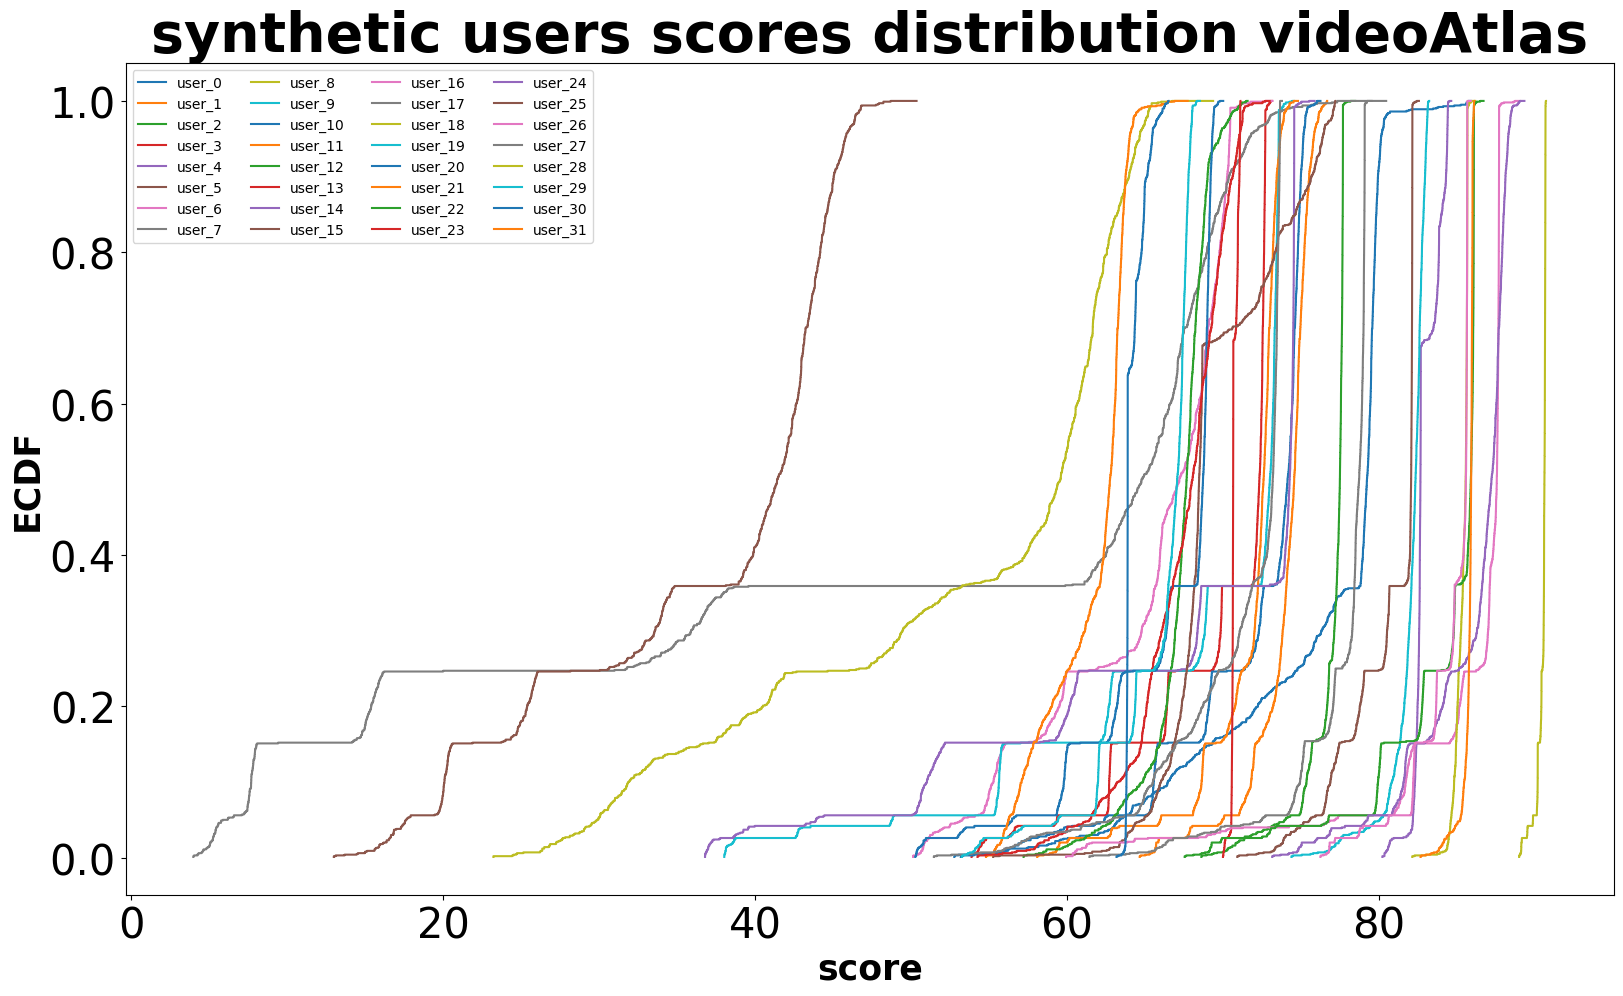 synthetic users scores distribution videoAtlas
user_0 user_8 user_16 user_24
user_1 user_9 user_17 user_25
user_2 user_10 user_18 user_26
user_3 user_11 user_19 user_27
user_4 user_12 user_20 user_28
user_5 user_13 user_21 user_29
user_6 user_14 user_22 user_30
user_7 user_15 user_23 user_31
1.0
0.8
0.6
0.4
0.2
0.0
ECDF
0 20 40 60 80
score